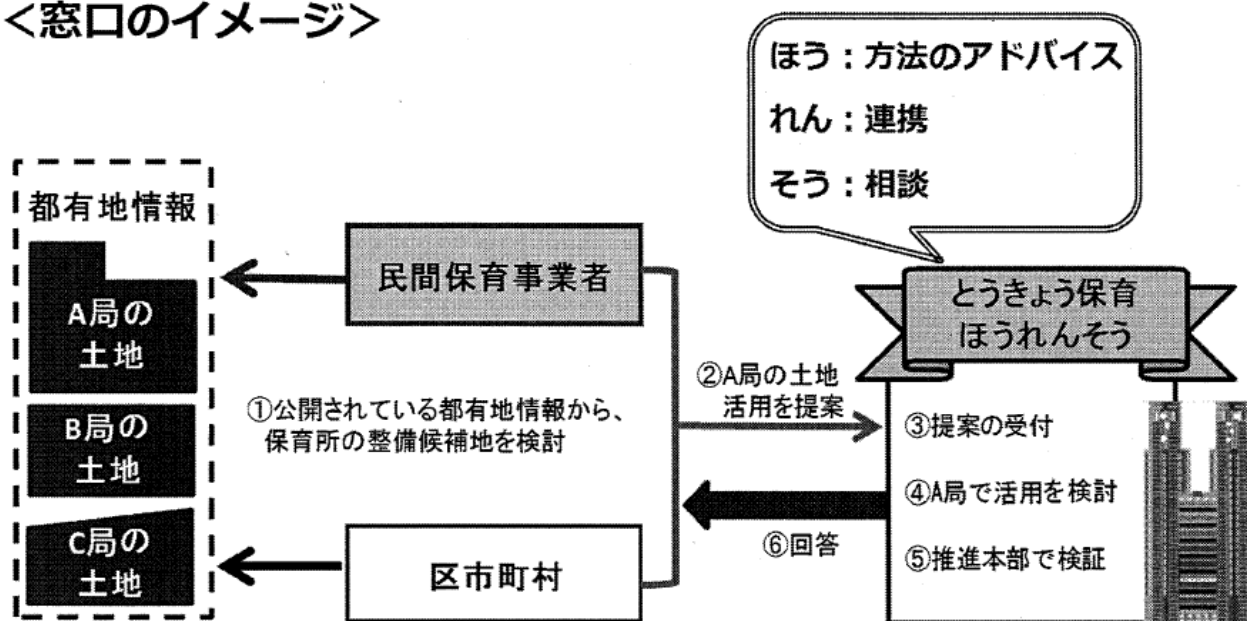 ＜窓口のイメージ＞
ほう：方法のアドバイス
れん：連携
そう：相談
都有地情報
A局の
土地
B局の
土地
C局の
土地
民間保育事業者
①公開されている都有地情報から、
保育所の整備候補地を検討
区市町村
②A局の土地
活用を提案
⑥回答
とうきょう保育
ほうれんそう
③提案の受付
④A局で活用を検討
⑤推進本部で検証